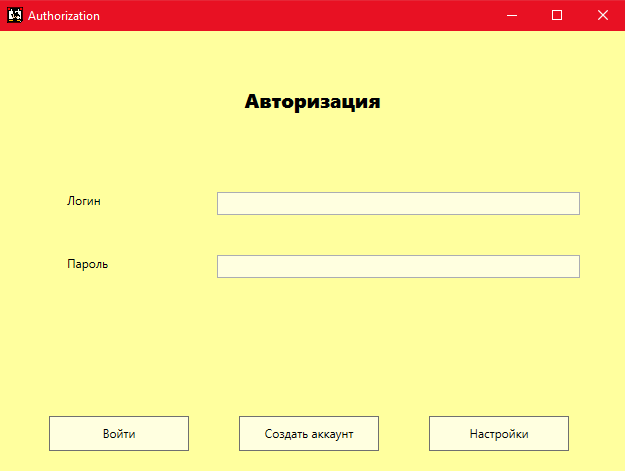 Authorization
Авторизация
Логин
Пароль
Войти
Создать аккаунт
Настройки